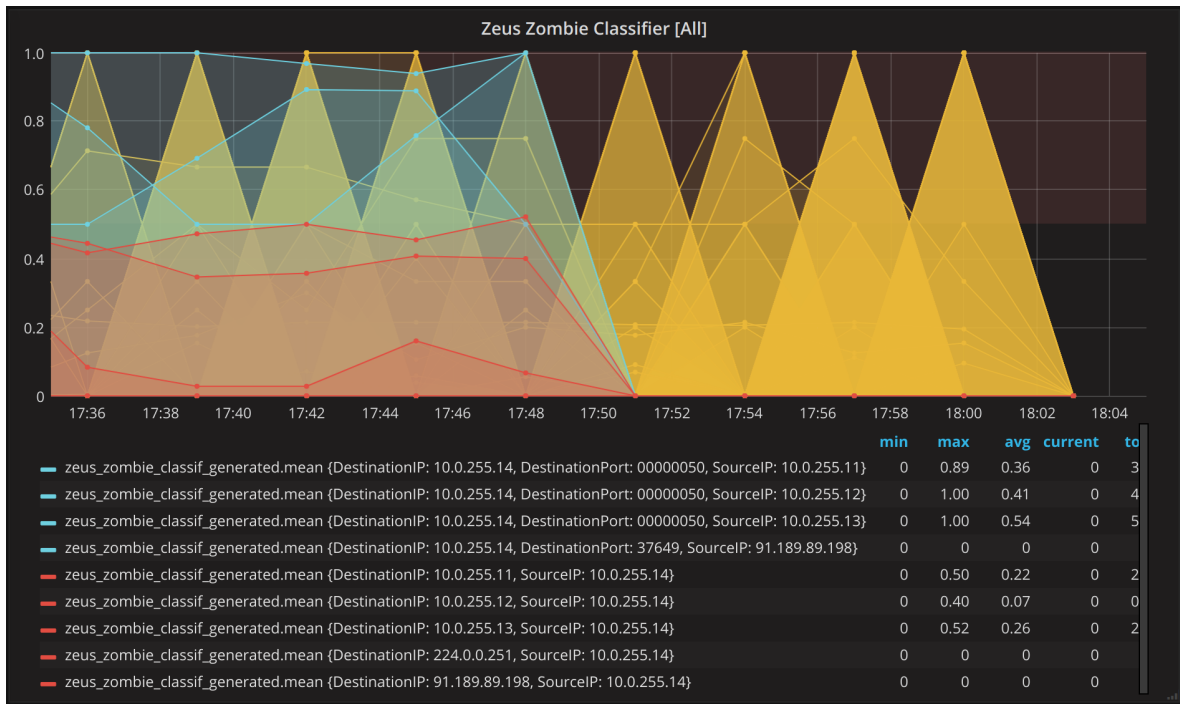 Zeus Zombie Classifier [All]
1.0
0.8
0.6
0.4
0.2
0
17:36 17:38 17:40 17:42 17:44 17:46 17:48 17:50 17:52 17:54 17:56 17:58 18:00 18:02 18:04
min max avg current to
zeus_zombie_classif_generated.mean {DestinationIP: 10.0.255.14, DestinationPort: 00000050, SourceIP: 10.0.255.11} 0 0.89 0.36 0 3
zeus_zombie_classif_generated.mean {DestinationIP: 10.0.255.14, DestinationPort: 00000050, SourceIP: 10.0.255.12} 0 1.00 0.41 0 4
zeus_zombie_classif_generated.mean {DestinationIP: 10.0.255.14, DestinationPort: 00000050, SourceIP: 10.0.255.13} 0 1.00 0.54 0 5
zeus_zombie_classif_generated.mean {DestinationIP: 10.0.255.14, DestinationPort: 37649, SourceIP: 91.189.89.198} 0 0 0 0
zeus_zombie_classif_generated.mean {DestinationIP: 10.0.255.11, SourceIP: 10.0.255.14} 0 0.50 0.22 0 2
zeus_zombie_classif_generated.mean {DestinationIP: 10.0.255.12, SourceIP: 10.0.255.14} 0 0.40 0.07 0 0
zeus_zombie_classif_generated.mean {DestinationIP: 10.0.255.13, SourceIP: 10.0.255.14} 0 0.52 0.26 0 2
zeus_zombie_classif_generated.mean {DestinationIP: 224.0.0.251, SourceIP: 10.0.255.14} 0 0 0 0
zeus_zombie_classif_generated.mean {DestinationIP: 91.189.89.198, SourceIP: 10.0.255.14} 0 0 0 0